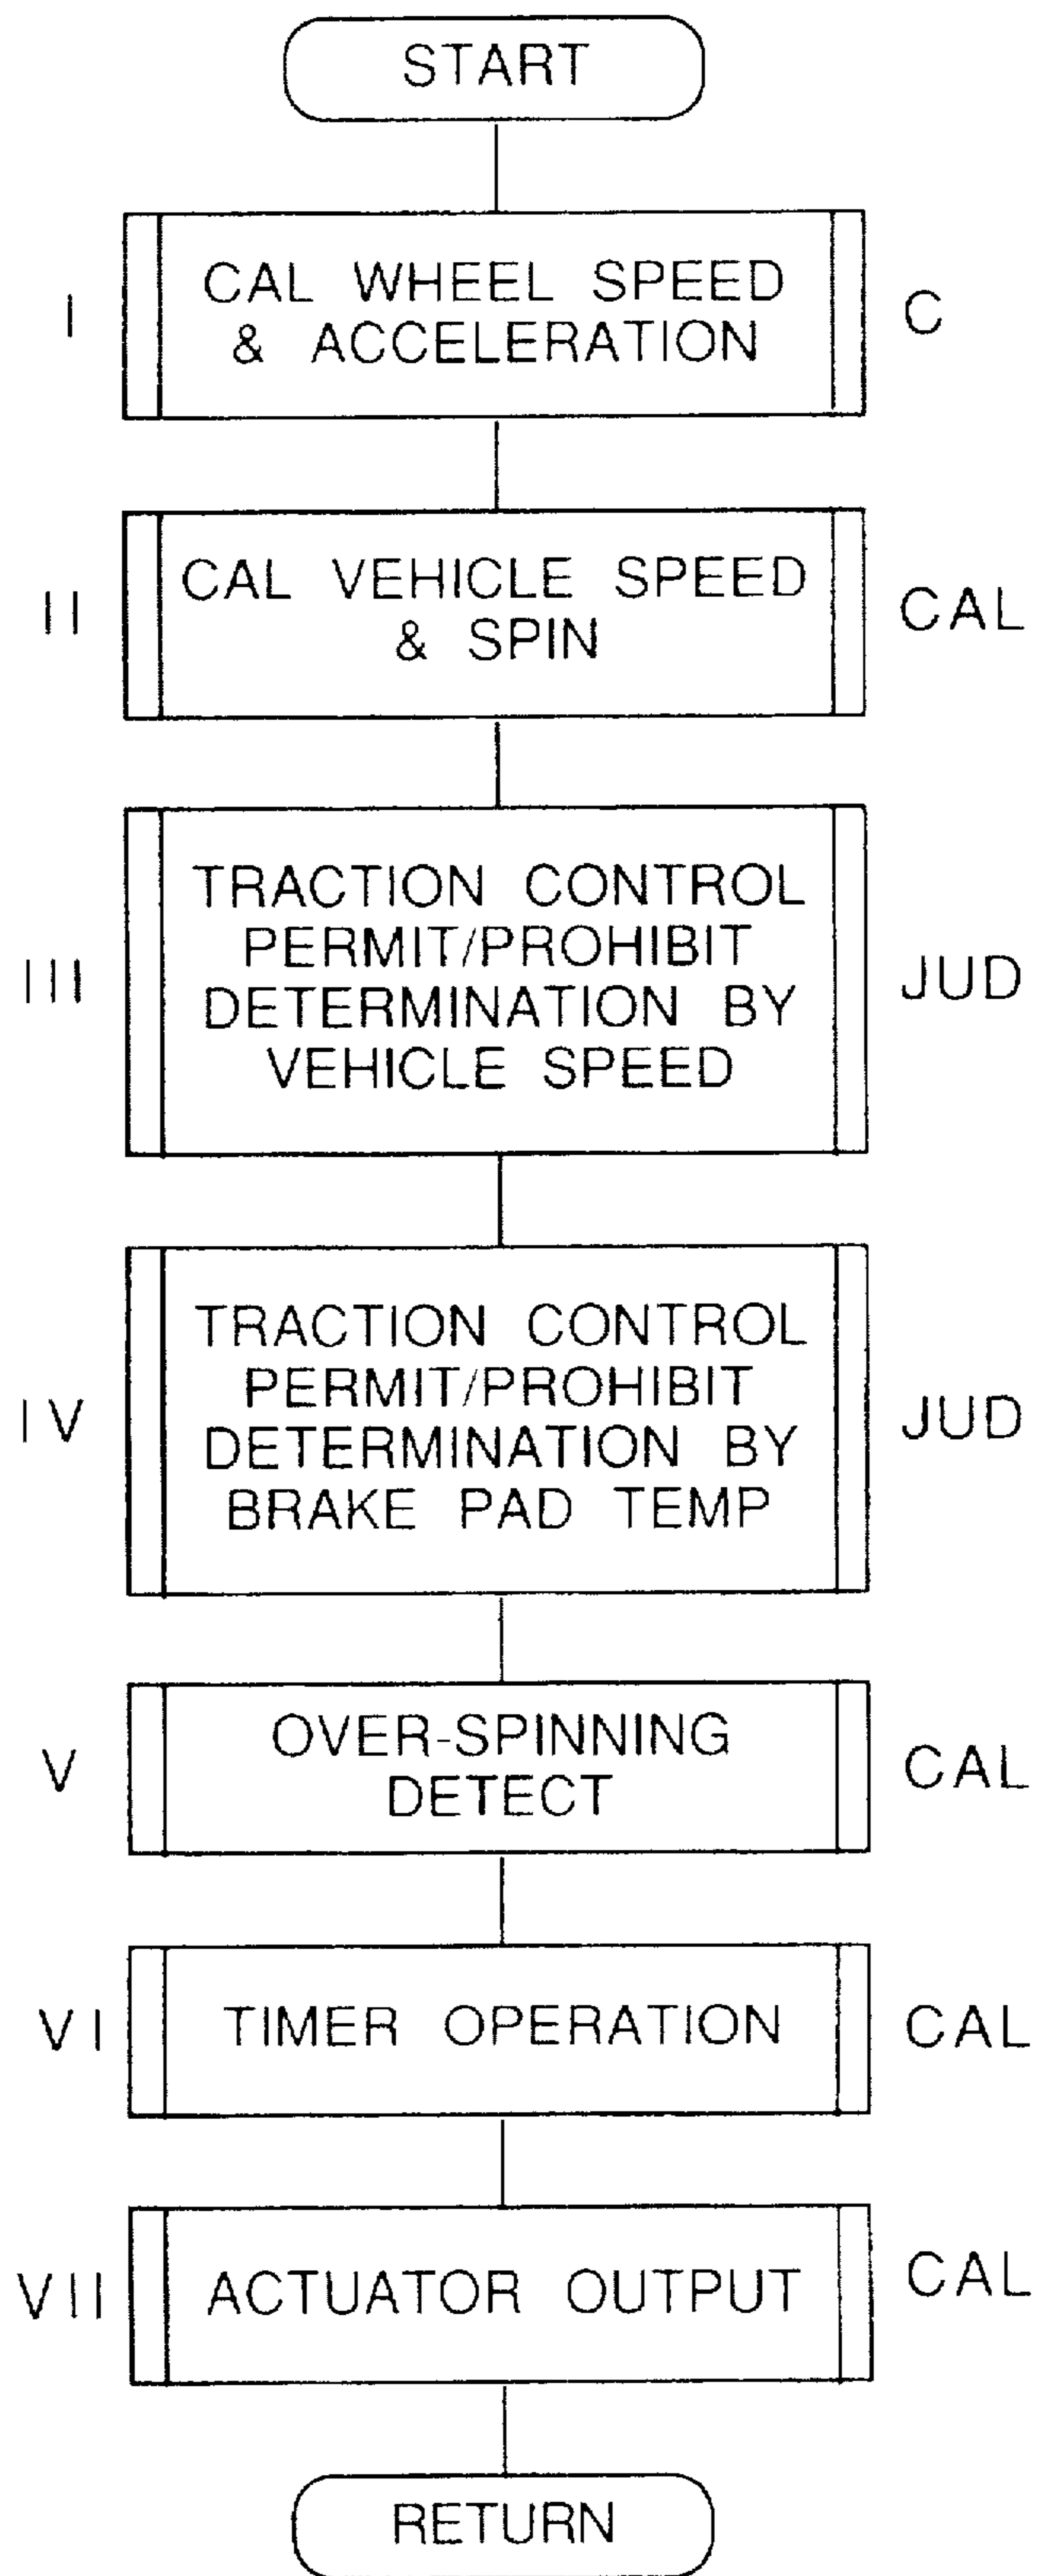 START
I
CAL WHEEL SPEED
& ACCELERATION
C
II
CAL VEHICLE SPEED
& SPIN
CAL
III
TRACTION CONTROL
PERMIT/PROHIBIT
DETERMINATION BY
VEHICLE SPEED
JUD
IV
TRACTION CONTROL
PERMIT/PROHIBIT
DETERMINATION BY
BRAKE PAD TEMP
JUD
V
OVER-SPINNING
DETECT
CAL
VI
TIMER OPERATION
CAL
VII
ACTUATOR OUTPUT
CAL
RETURN